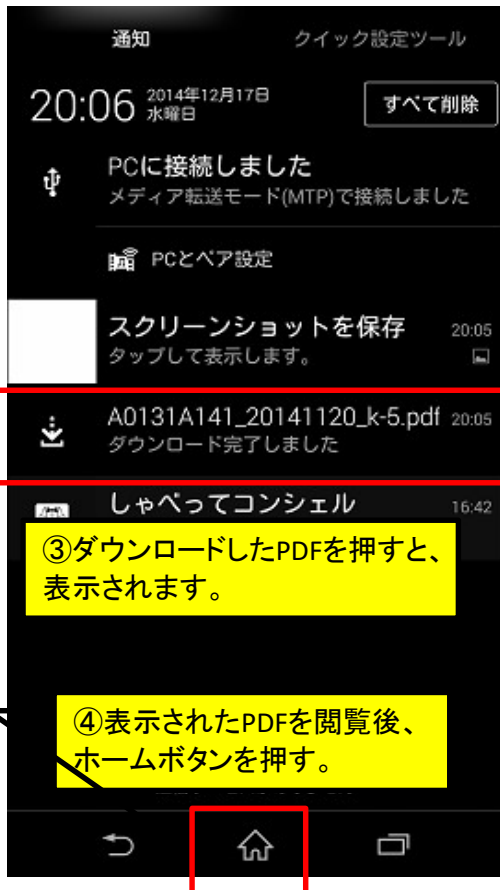 通知 クイック設定ツール
20:06 2014年12月17日
水曜日
すべて削除
PCに接続しました
メディア転送モード(MTP)で接続しました
PCとペア設定
スクリーンショットを保存 20:05
タップして表示します。
A0131A141_20141120_k-5.pdf 20:05
ダウンロード完了しました
しゃべってコンシェル 16:42
③ダウンロードしたPDFを押すと、
表示されます。
④表示されたPDFを閲覧後、
ホームボタンを押す。